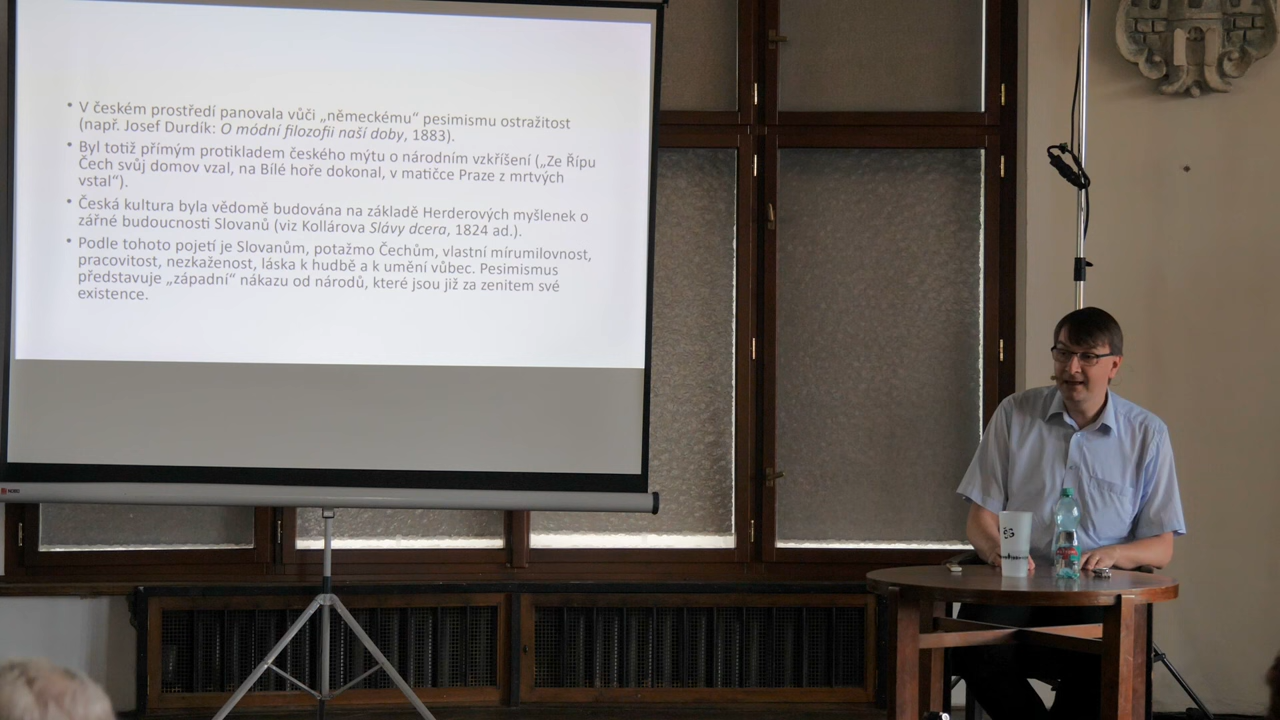 • V českém prostředí panovala vůči „německému“ pesimismu ostražitost
(např. Josef Durdík: O módní filozofii naší doby, 1883).
• Byl totiž přímým protikladem českého mýtu o národním vzkříšení („Ze Řípu
Čech svůj domov vzal, na Bílé hoře dokonal, v matičce Praze z mrtvých
vstal“).
• Česká kultura byla vědomě budována na základě Herderových myšlenek o
zářné budoucnosti Slovanů (viz Kollárova Slávy dcera, 1824 ad.).
• Podle tohoto pojetí je Slovanům, potažmo Čechům, vlastní mírumilovnost,
pracovitost, nezkaženost, láska k hudbě a k umění vůbec. Pesimismus
představuje „západní“ nákazu od národů, které jsou již za zenitem své
existence.